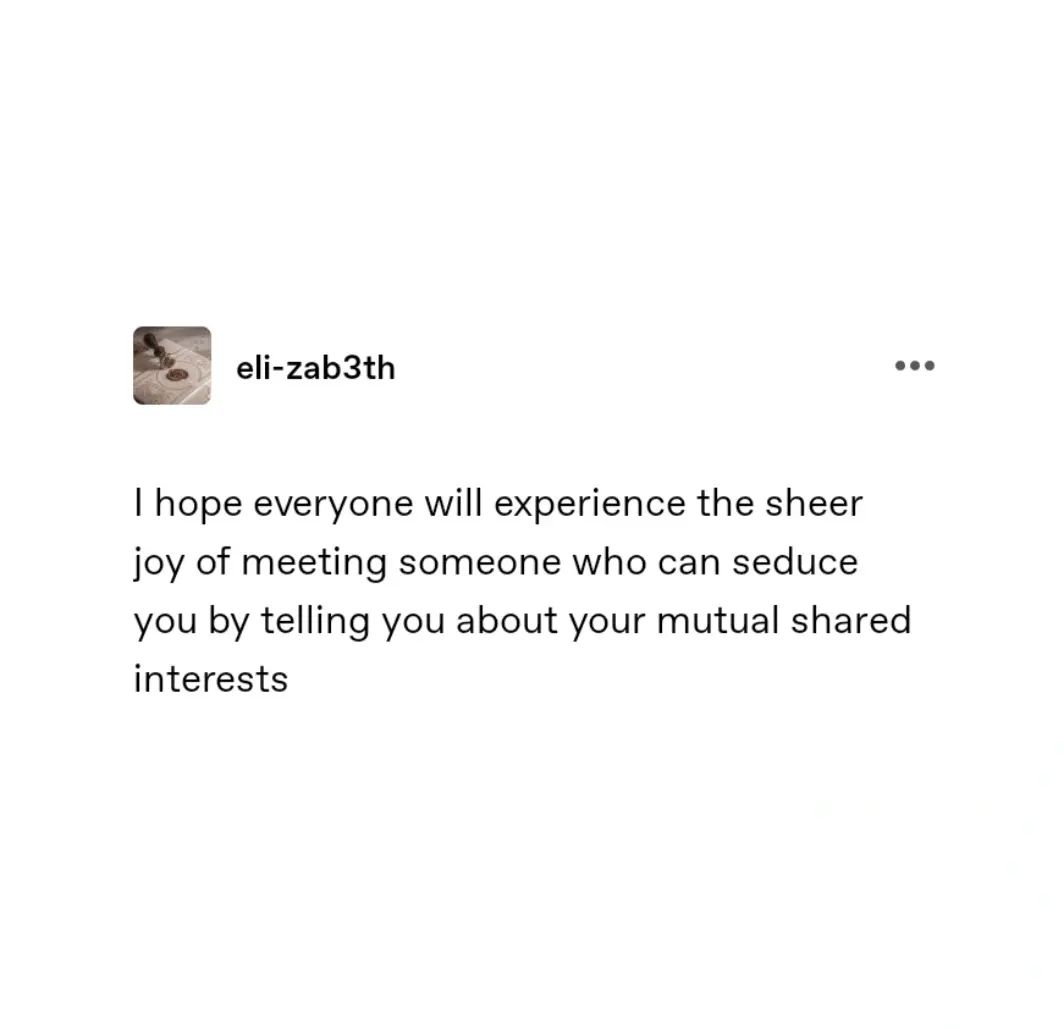 eli-zab3th
I hope everyone will experience the sheer
joy of meeting someone who can seduce
you by telling you about your mutual shared
interests